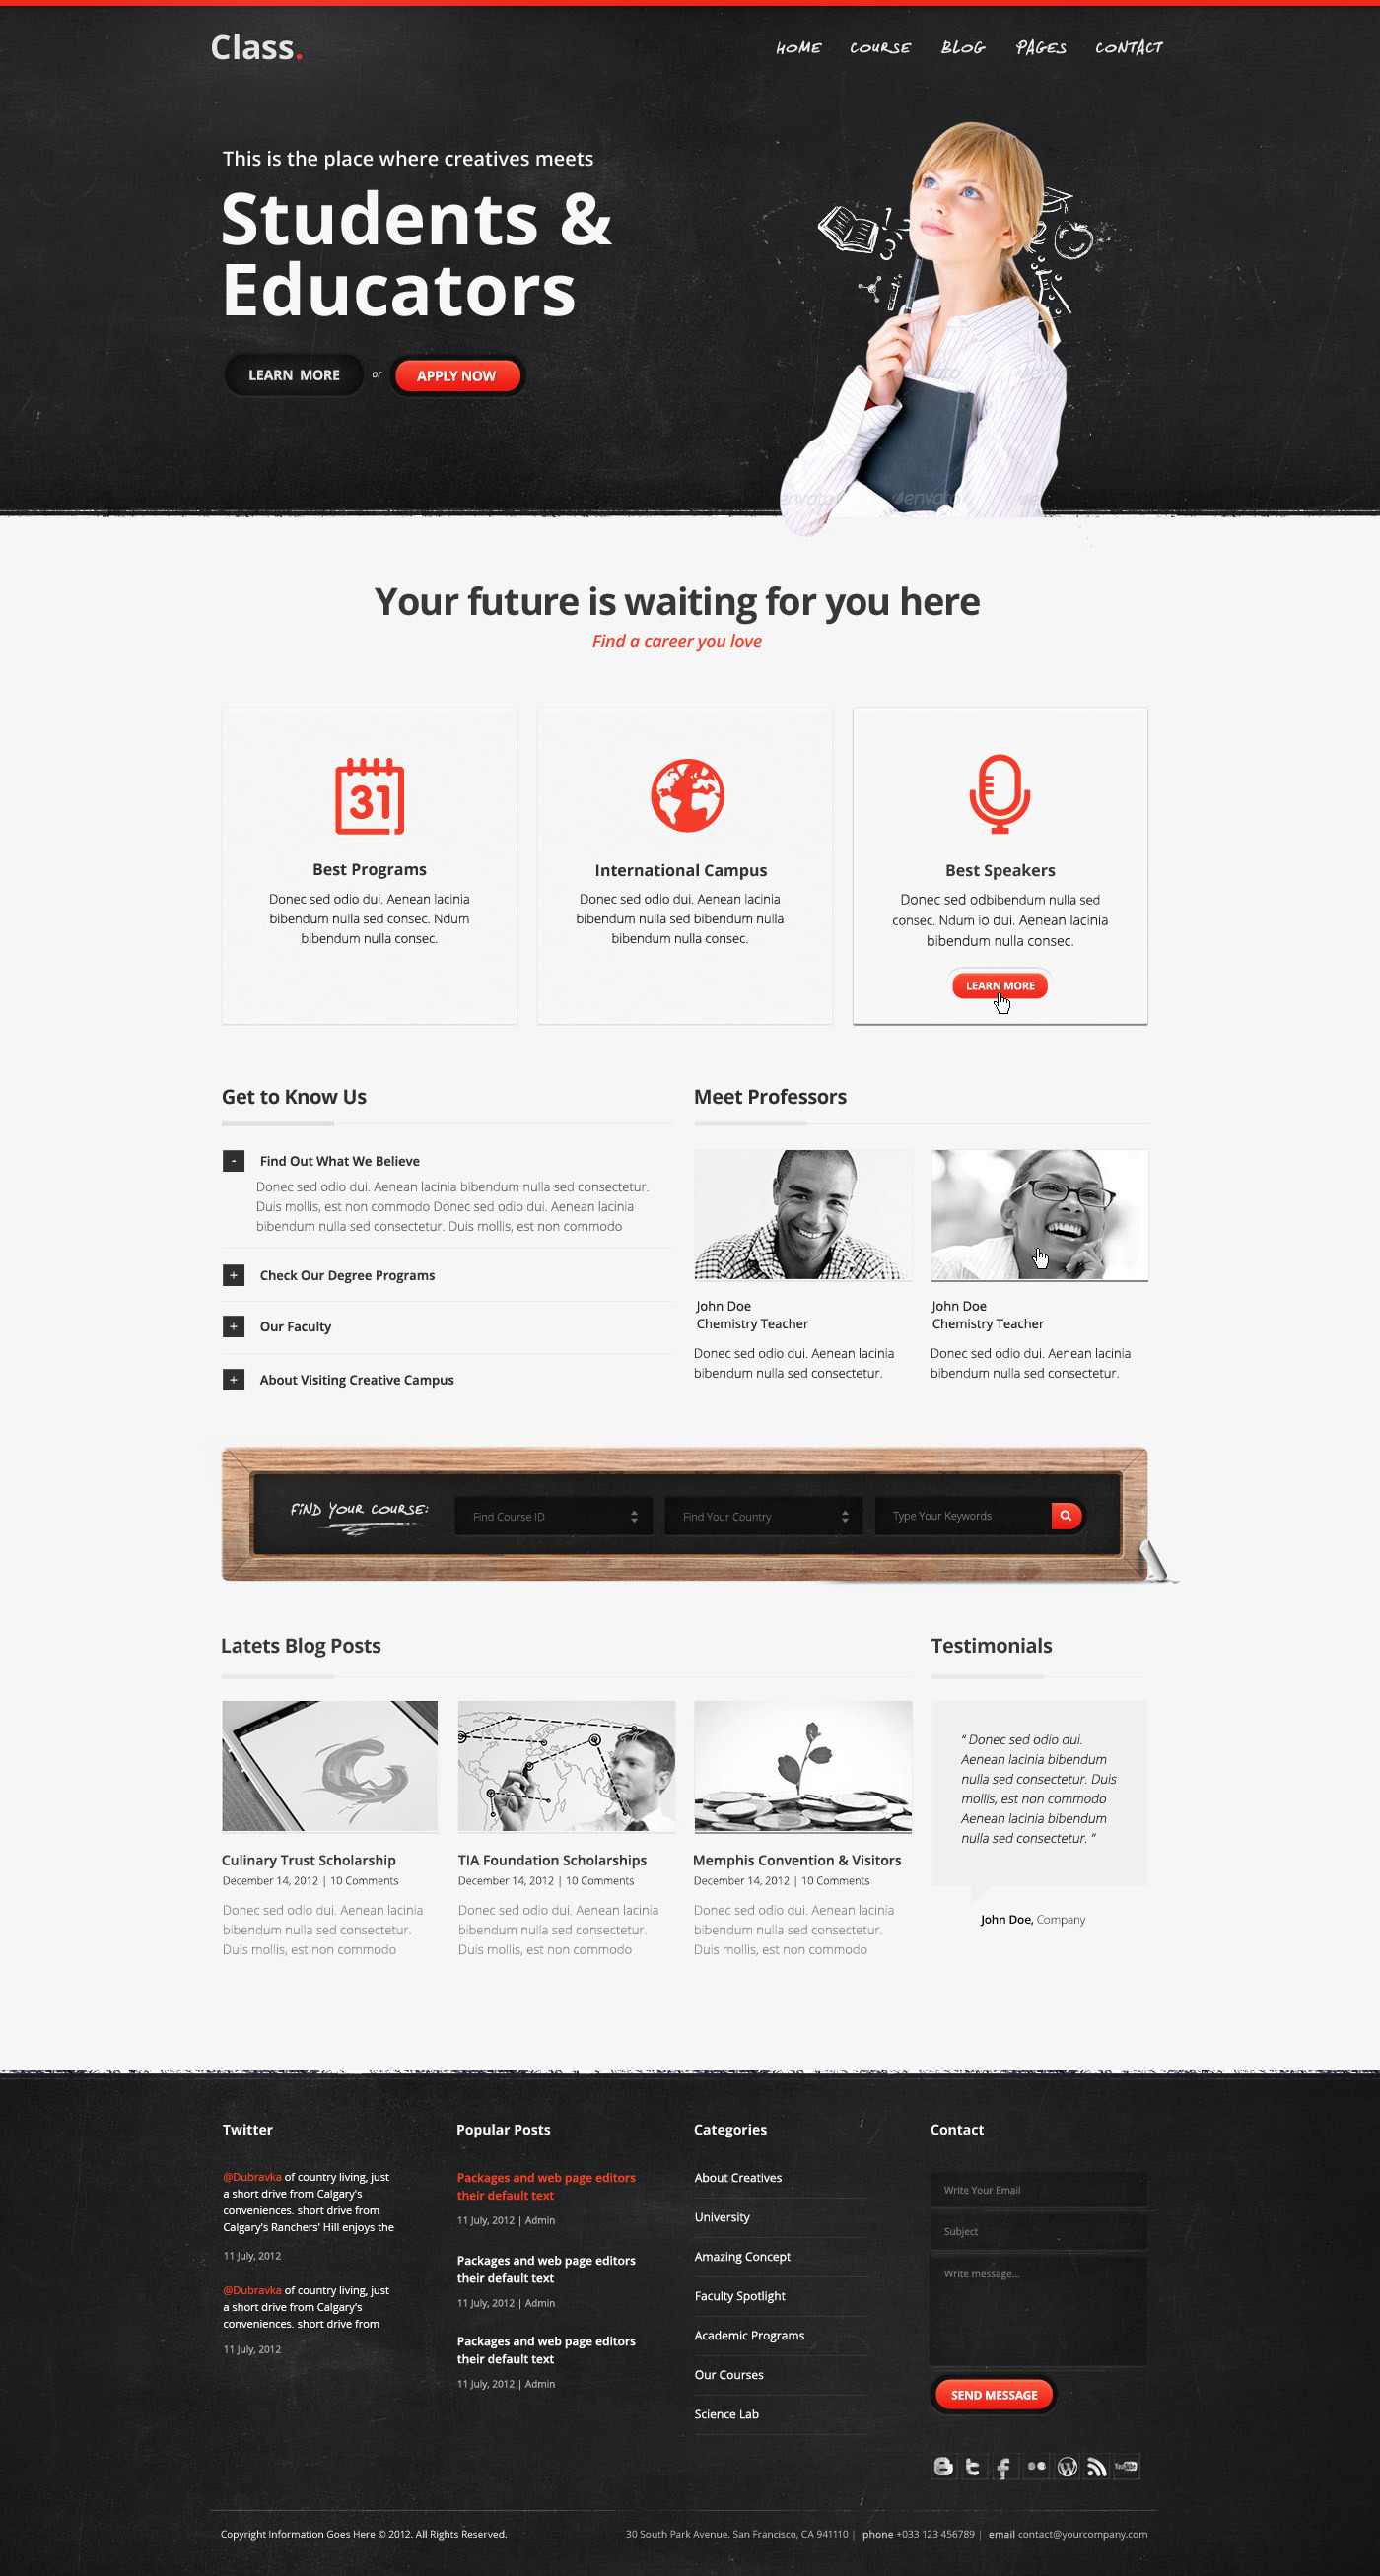 Class.
HOME COURSE BLOG PAGES CONTACT
This is the place where creatives meets
Students &
Educators
LEARN MORE or APPLY NOW
envato envato
Your future is waiting for you here
Find a career you love
31
Best Programs
Donec sed odio dui. Aenean lacinia
bibendum nulla sed consec. Ndum
bibendum nulla consec.
International Campus
Donec sed odio dui. Aenean lacinia
bibendum nulla sed bibendum nulla
bibendum nulla consec.
Best Speakers
Donec sed odbibendum nulla sed
consec. Ndum io dui. Aenean lacinia
bibendum nulla consec.
LEARN MORE
Get to Know Us
- Find Out What We Believe
Donec sed odio dui. Aenean lacinia bibendum nulla sed consectetur.
Duis mollis, est non commodo Donec sed odio dui. Aenean lacinia
bibendum nulla sed consectetur. Duis mollis, est non commodo
+ Check Our Degree Programs
+ Our Faculty
+ About Visiting Creative Campus
Meet Professors
John Doe
Chemistry Teacher
Donec sed odio dui. Aenean lacinia
bibendum nulla sed consectetur.
John Doe
Chemistry Teacher
Donec sed odio dui. Aenean lacinia
bibendum nulla sed consectetur.
FIND YOUR COURSE: Find Course ID Find Your Country Type Your Keywords
Latets Blog Posts
Culinary Trust Scholarship
December 14, 2012 | 10 Comments
Donec sed odio dui. Aenean lacinia
bibendum nulla sed consectetur.
Duis mollis, est non commodo
TIA Foundation Scholarships
December 14, 2012 | 10 Comments
Donec sed odio dui. Aenean lacinia
bibendum nulla sed consectetur.
Duis mollis, est non commodo
Memphis Convention & Visitors
December 14, 2012 | 10 Comments
Donec sed odio dui. Aenean lacinia
bibendum nulla sed consectetur.
Duis mollis, est non commodo
Testimonials
“ Donec sed odio dui.
Aenean lacinia bibendum
nulla sed consectetur. Duis
mollis, est non commodo
Aenean lacinia bibendum
nulla sed consectetur. ”
John Doe, Company
Twitter
@Dubravka of country living, just
a short drive from Calgary's
conveniences. short drive from
Calgary's Ranchers' Hill enjoys the
11 July, 2012
@Dubravka of country living, just
a short drive from Calgary's
conveniences. short drive from
11 July, 2012
Popular Posts
Packages and web page editors
their default text
11 July, 2012 | Admin
Packages and web page editors
their default text
11 July, 2012 | Admin
Packages and web page editors
their default text
11 July, 2012 | Admin
Categories
About Creatives
University
Amazing Concept
Faculty Spotlight
Academic Programs
Our Courses
Science Lab
Contact
Write Your Email
Subject
Write message...
SEND MESSAGE
YouTube
Copyright Information Goes Here © 2012. All Rights Reserved.
30 South Park Avenue. San Francisco, CA 941110 | phone +033 123 456789 | email contact@yourcompany.com